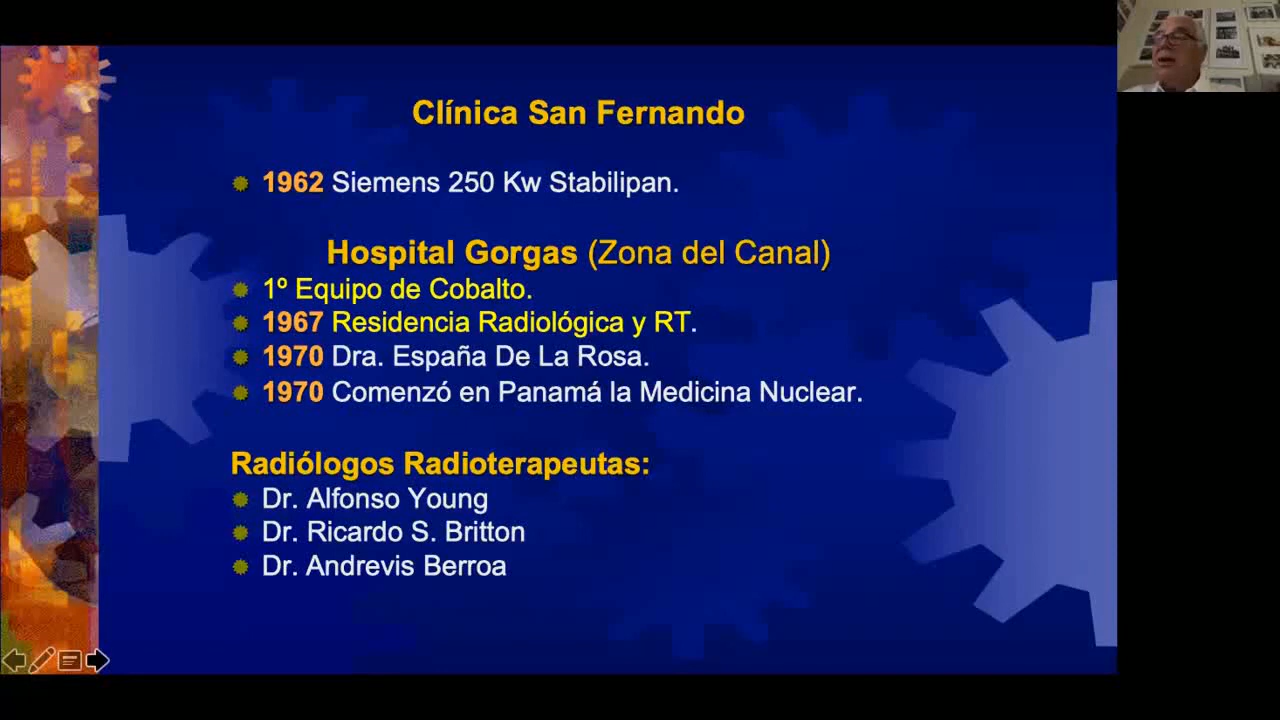 Clínica San Fernando
1962 Siemens 250 Kw Stabilipan.
Hospital Gorgas (Zona del Canal)
1º Equipo de Cobalto.
1967 Residencia Radiológica y RT.
1970 Dra. España De La Rosa.
1970 Comenzó en Panamá la Medicina Nuclear.
Radiólogos Radioterapeutas:
Dr. Alfonso Young
Dr. Ricardo S. Britton
Dr. Andrevis Berroa